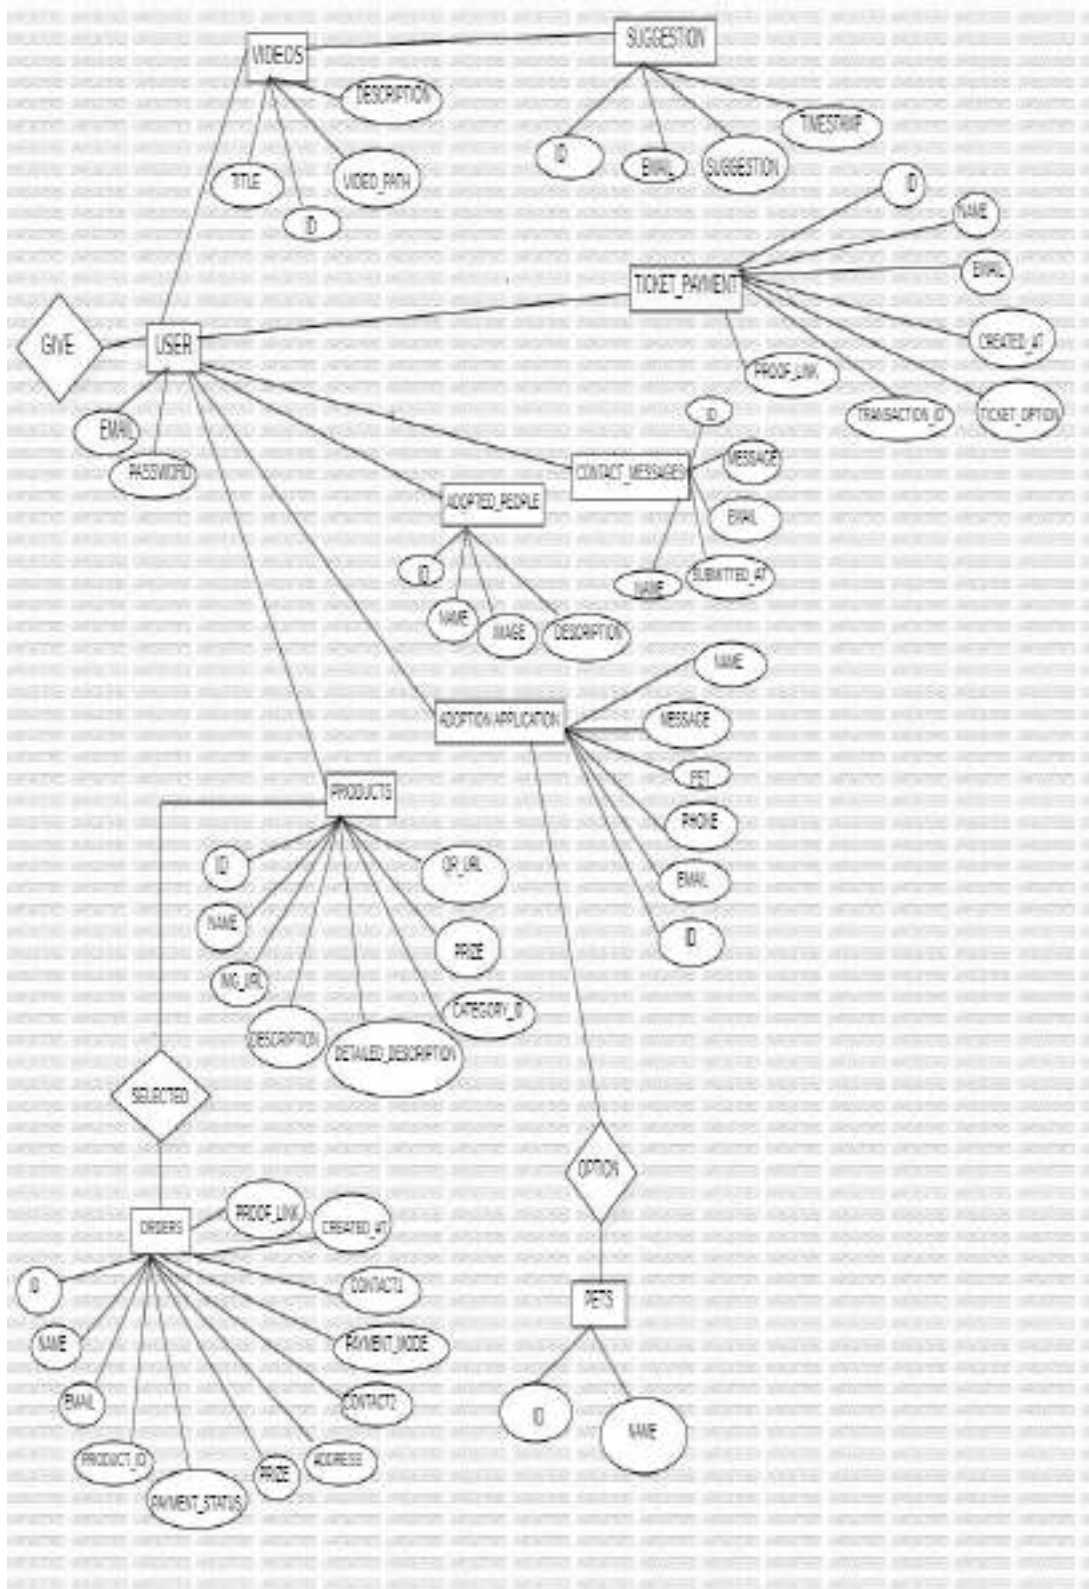 VIDEOS
SUGGESTION
DESCRIPTION
TITLE
VIDEO_PATH
ID
ID
EMAIL
SUGGESTION
TIMESTAMP
ID
NAME
TICKET_PAYMENT
EMAIL
GIVE
USER
CREATED_AT
PROOF_LINK
TRANSACTION_ID
TICKET_OPTION
EMAIL
PASSWORD
ID
CONTACT_MESSAGES
MESSAGE
ADOPTED_PEOPLE
EMAIL
ID
NAME
SUBMITTED_AT
NAME
IMAGE
DESCRIPTION
NAME
ADOPTION APPLICATION
MESSAGE
PET
PRODUCTS
PHONE
ID
QR_URL
EMAIL
NAME
PRIZE
ID
IMG_URL
CATEGORY_ID
DESCRIPTION
DETAILED_DESCRIPTION
SELECTED
OPTION
PROOF_LINK
CREATED_AT
ORDERS
ID
CONTACT1
PETS
NAME
PAYMENT_MODE
EMAIL
CONTACT2
ID
NAME
PRODUCT_ID
ADDRESS
PRIZE
PAYMENT_STATUS